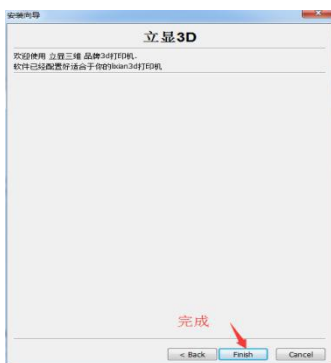 安装向导
立显3D
欢迎使用 立显三维 品牌3d打印机.
软件已经配置好适合于你的lixian3d打印机
完成
< Back
Finish
Cancel